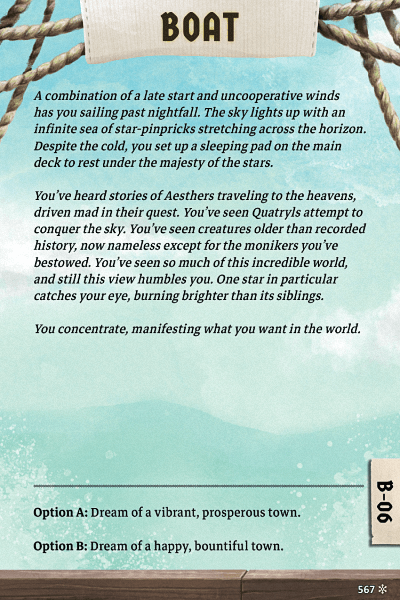 BOAT
A combination of a late start and uncooperative winds
has you sailing past nightfall. The sky lights up with an
infinite sea of star-pinpricks stretching across the horizon.
Despite the cold, you set up a sleeping pad on the main
deck to rest under the majesty of the stars.
You've heard stories of Aesthers traveling to the heavens,
driven mad in their quest. You've seen Quatryls attempt to
conquer the sky. You've seen creatures older than recorded
history, now nameless except for the monikers you've
bestowed. You've seen so much of this incredible world,
and still this view humbles you. One star in particular
catches your eye, burning brighter than its siblings.
You concentrate, manifesting what you want in the world.
Option A: Dream of a vibrant, prosperous town.
Option B: Dream of a happy, bountiful town.
B-06
567